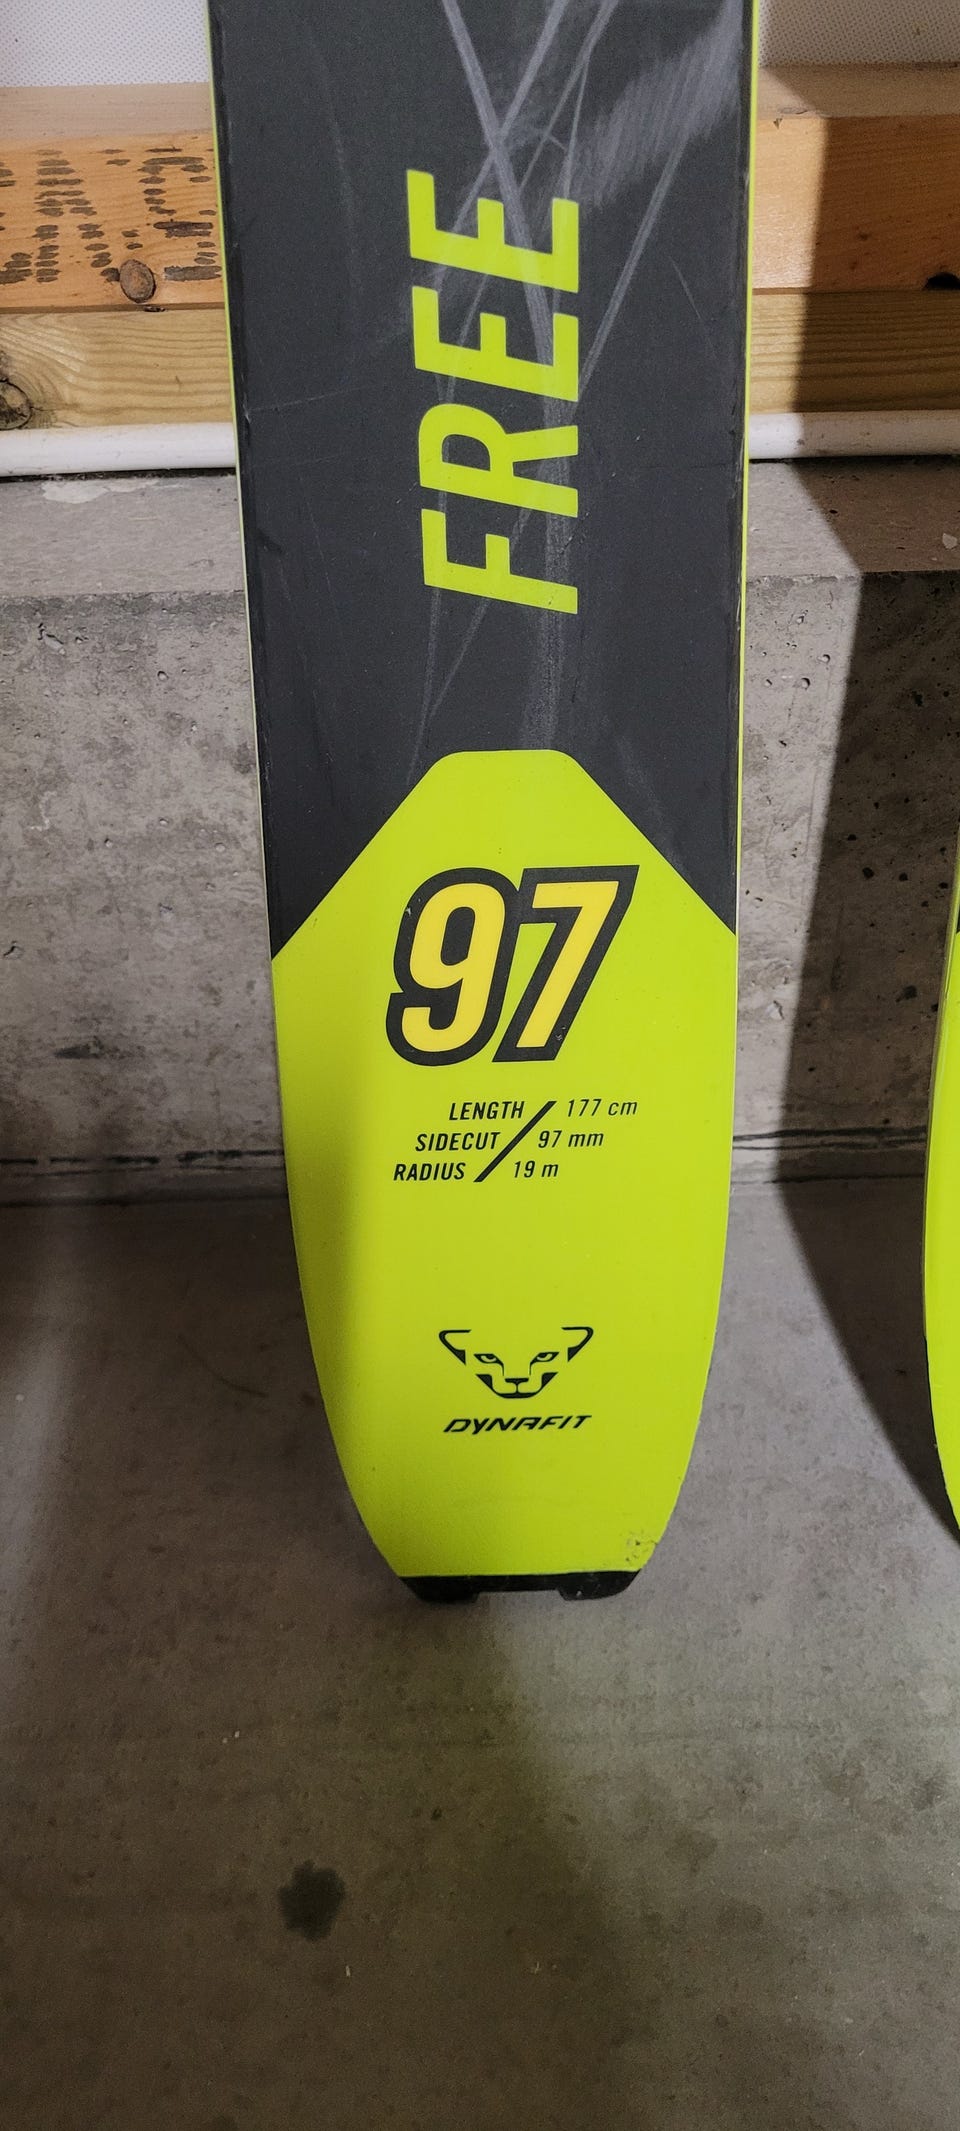 FREE
97
LENGTH / 177 cm
SIDECUT / 97 mm
RADIUS / 19 m
DYNAFIT